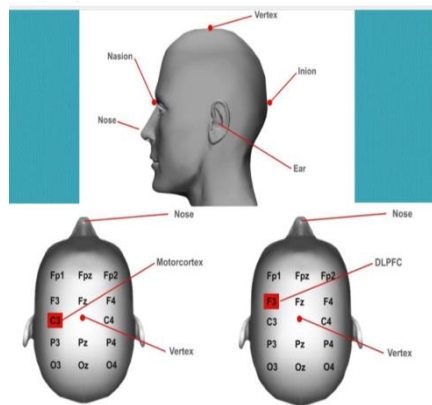 Vertex
Nasion
Inion
Nose
Ear
Nose
Motorcortex
Fp1 Fpz Fp2
F3 Fz F4
C3 C4
Vertex
P3 Pz P4
O3 Oz O4
Nose
DLPFC
Fp1 Fpz Fp2
F3 Fz F4
C3 C4
Vertex
P3 Pz P4
O3 Oz O4